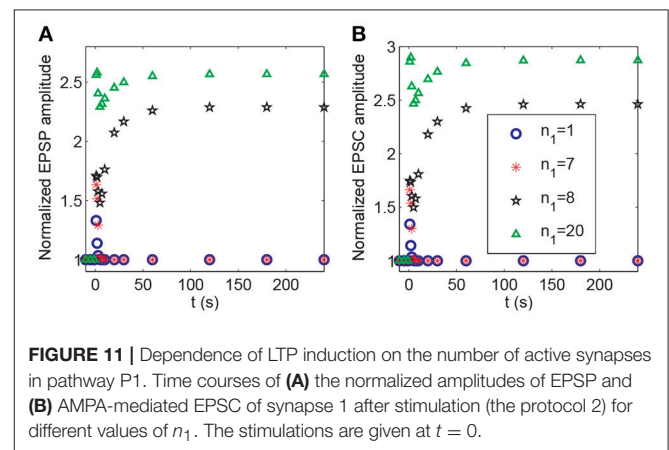 A
B
Normalized EPSP amplitude
2.5
2
1.5
1
0
50
100
150
200
t (s)
Normalized EPSC amplitude
3
2.5
2
1.5
1
0
50
100
150
200
t (s)
n₁=1
n₁=7
n₁=8
n₁=20
FIGURE 11 | Dependence of LTP induction on the number of active synapses
in pathway P1. Time courses of (A) the normalized amplitudes of EPSP and
(B) AMPA-mediated EPSC of synapse 1 after stimulation (the protocol 2) for
different values of n₁. The stimulations are given at t = 0.